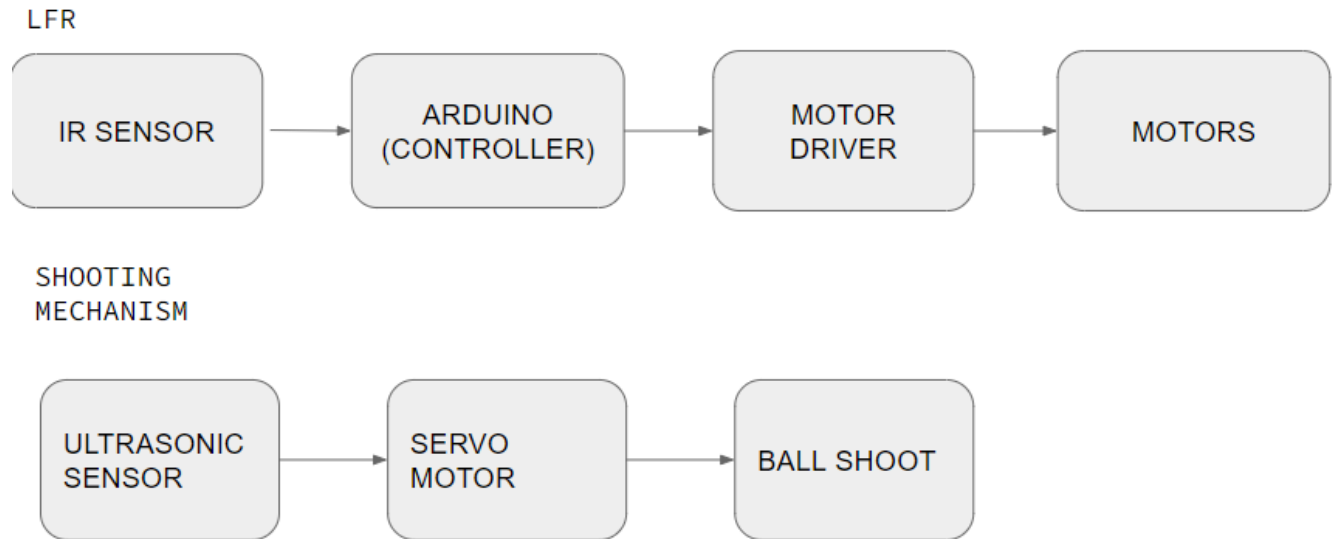 LFR
IR SENSOR
ARDUINO
(CONTROLLER)
MOTOR
DRIVER
MOTORS
SHOOTING
MECHANISM
ULTRASONIC
SENSOR
SERVO
MOTOR
BALL SHOOT